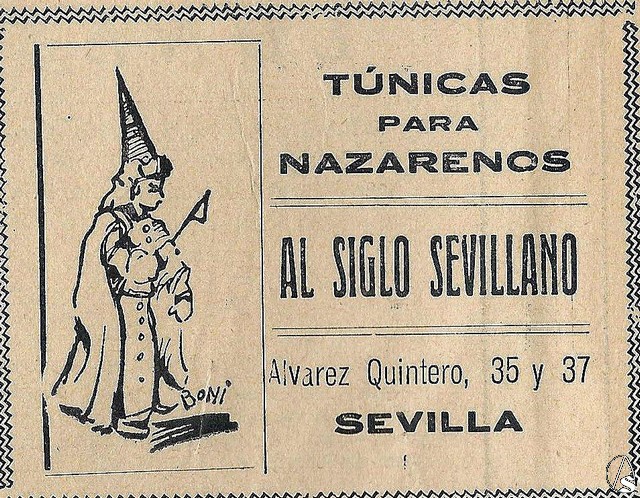 TÚNICAS
PARA
NAZARENOS
AL SIGLO SEVILLANO
Alvarez Quintero, 35 y 37
SEVILLA
BONI